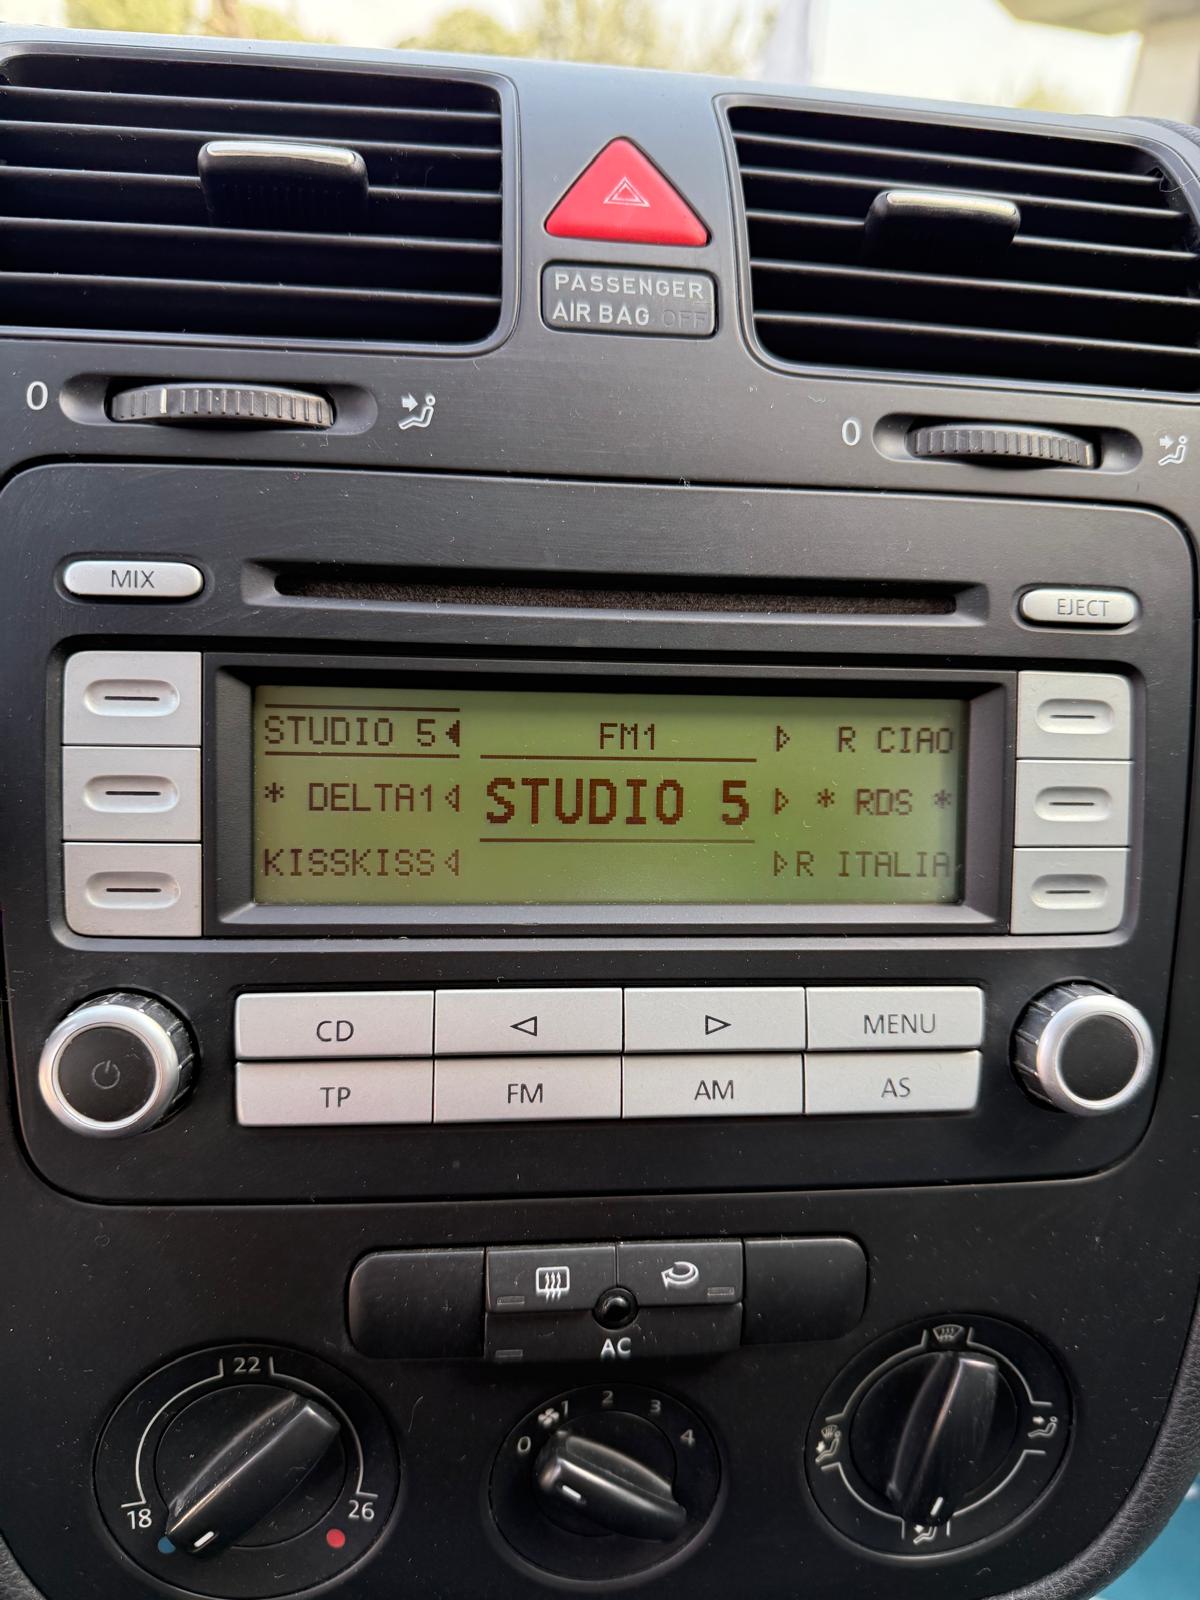 PASSENGER
AIR BAG OFF
0
0
MIX
EJECT
STUDIO 5 FM1 R CIAO
* DELTA1 STUDIO 5 * RDS *
KISSKISS R ITALIA
CD MENU
TP FM AM AS
AC
22
18 26
0 1 2 3 4